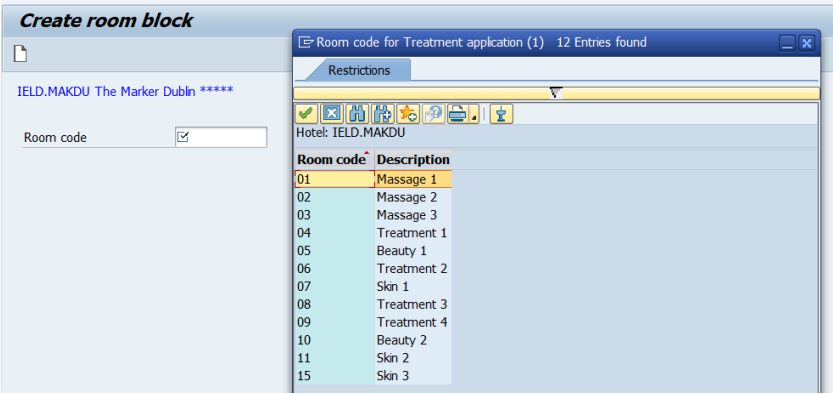 Create room block
IELD.MAKDU The Marker Dublin *****
Room code
Room code for Treatment application (1) 12 Entries found
Restrictions
Hotel: IELD.MAKDU
Room code Description
01 Massage 1
02 Massage 2
03 Massage 3
04 Treatment 1
05 Beauty 1
06 Treatment 2
07 Skin 1
08 Treatment 3
09 Treatment 4
10 Beauty 2
11 Skin 2
15 Skin 3